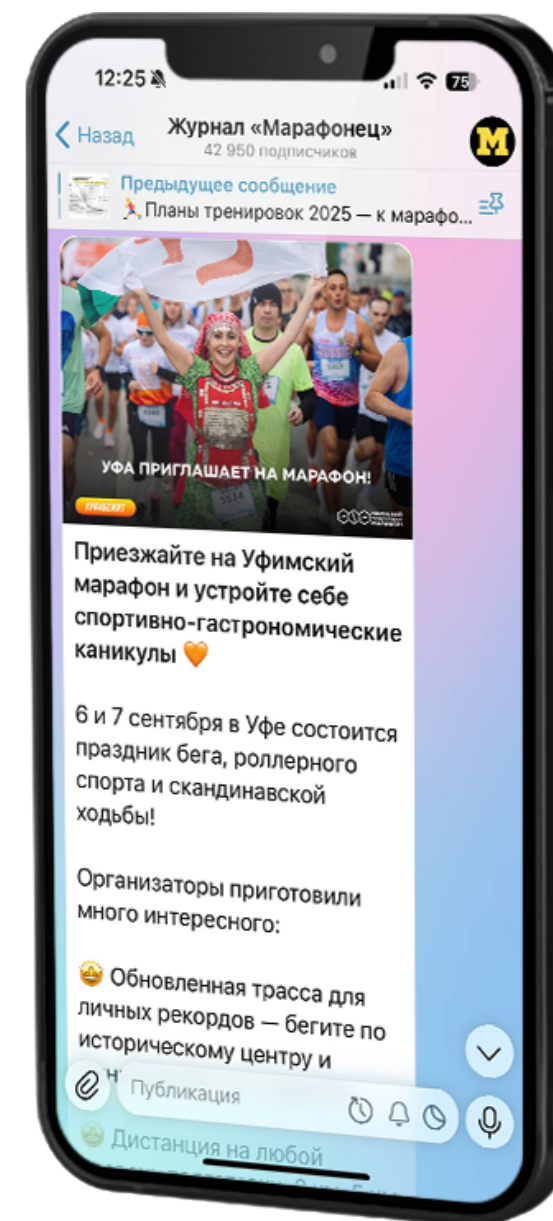 12:25
75
Назад
Журнал «Марафонец»
42 950 подписчиков
M
Предыдущее сообщение
Планы тренировок 2025 — к марафо...
5514
УФА ПРИГЛАШАЕТ НА МАРАФОН!
Приезжайте на Уфимский
марафон и устройте себе
спортивно-гастрономические
каникулы 🧡
6 и 7 сентября в Уфе состоится
праздник бега, роллерного
спорта и скандинавской
ходьбы!
Организаторы приготовили
много интересного:
🤩 Обновленная трасса для
личных рекордов — бегите по
историческому центру и
Публикация
🤩 Дистанция на любой